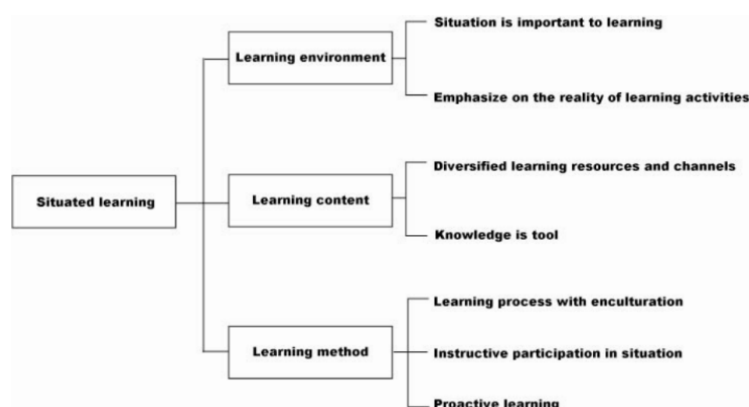 Situated learning
Learning environment
Situation is important to learning
Emphasize on the reality of learning activities
Learning content
Diversified learning resources and channels
Knowledge is tool
Learning method
Learning process with enculturation
Instructive participation in situation
Proactive learning